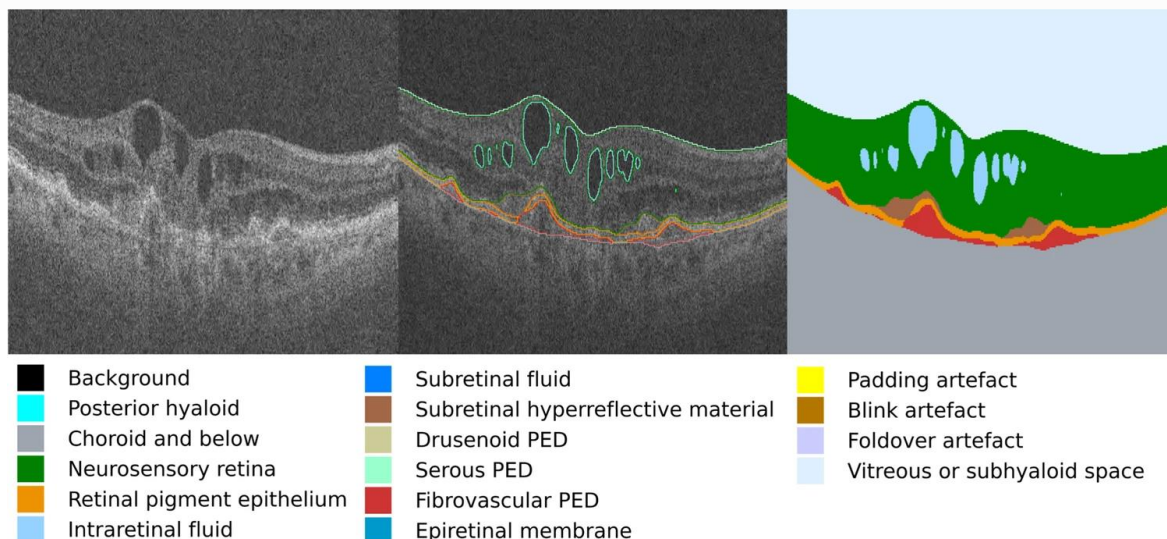 Background
Posterior hyaloid
Choroid and below
Neurosensory retina
Retinal pigment epithelium
Intraretinal fluid
Subretinal fluid
Subretinal hyperreflective material
Drusenoid PED
Serous PED
Fibrovascular PED
Epiretinal membrane
Padding artefact
Blink artefact
Foldover artefact
Vitreous or subhyaloid space